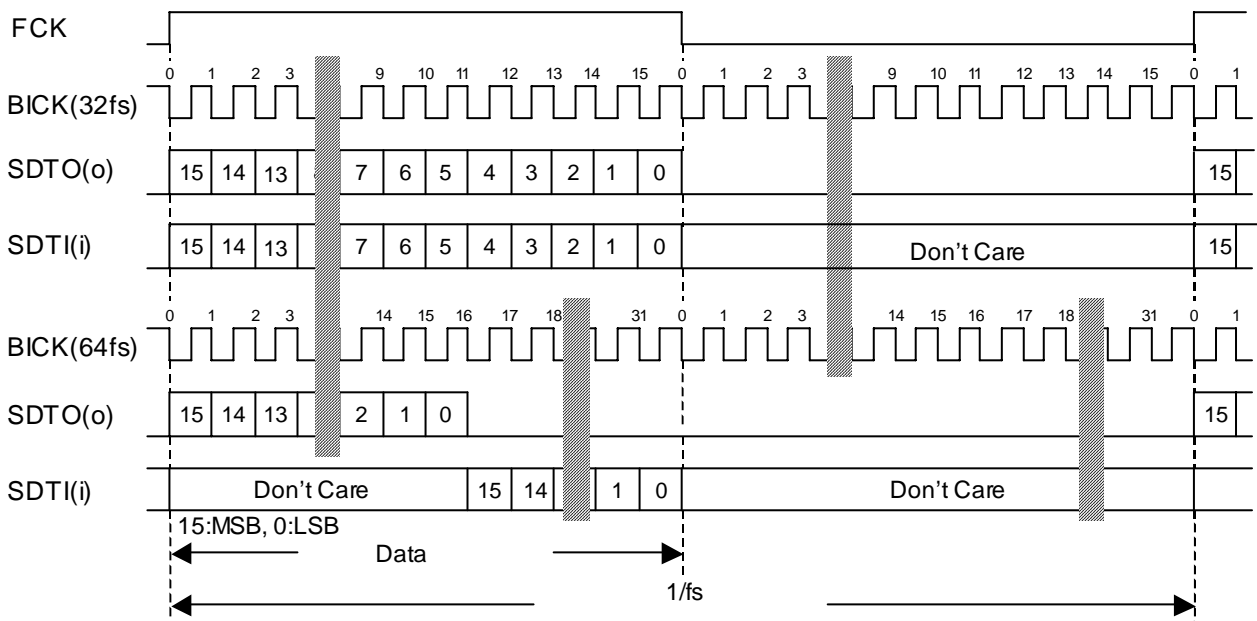 FCK
0 1 2 3 9 10 11 12 13 14 15 0 1 2 3 9 10 11 12 13 14 15 0 1
BICK(32fs)
SDTO(o) 15 14 13 7 6 5 4 3 2 1 0 15
SDTI(i) 15 14 13 7 6 5 4 3 2 1 0 Don't Care 15
0 1 2 3 14 15 16 17 18 31 0 1 2 3 14 15 16 17 18 31 0 1
BICK(64fs)
SDTO(o) 15 14 13 2 1 0 15
SDTI(i) Don't Care 15 14 1 0 Don't Care
15:MSB, 0:LSB
Data
1/fs